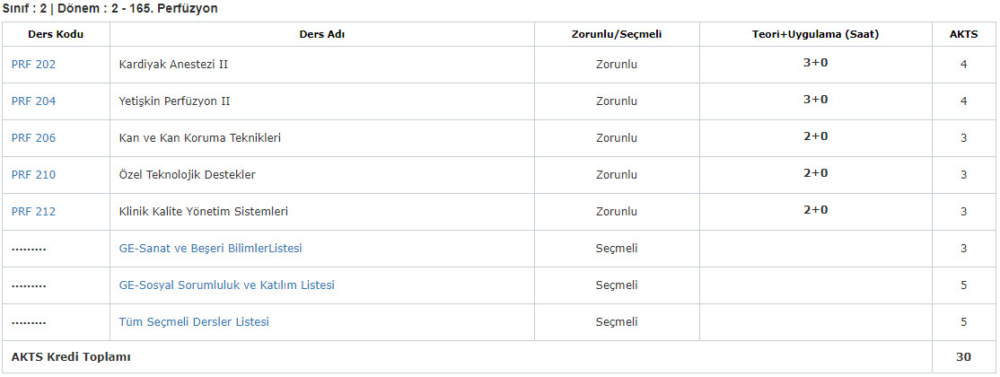 Sınıf : 2 | Dönem : 2 - 165. Perfüzyon
Ders Kodu Ders Adı Zorunlu/Seçmeli Teori+Uygulama (Saat) AKTS
PRF 202 Kardiyak Anestezi II Zorunlu 3+0 4
PRF 204 Yetişkin Perfüzyon II Zorunlu 3+0 4
PRF 206 Kan ve Kan Koruma Teknikleri Zorunlu 2+0 3
PRF 210 Özel Teknolojik Destekler Zorunlu 2+0 3
PRF 212 Klinik Kalite Yönetim Sistemleri Zorunlu 2+0 3
......... GE-Sanat ve Beşeri BilimlerListesi Seçmeli 3
......... GE-Sosyal Sorumluluk ve Katılım Listesi Seçmeli 5
......... Tüm Seçmeli Dersler Listesi Seçmeli 5
AKTS Kredi Toplamı 30